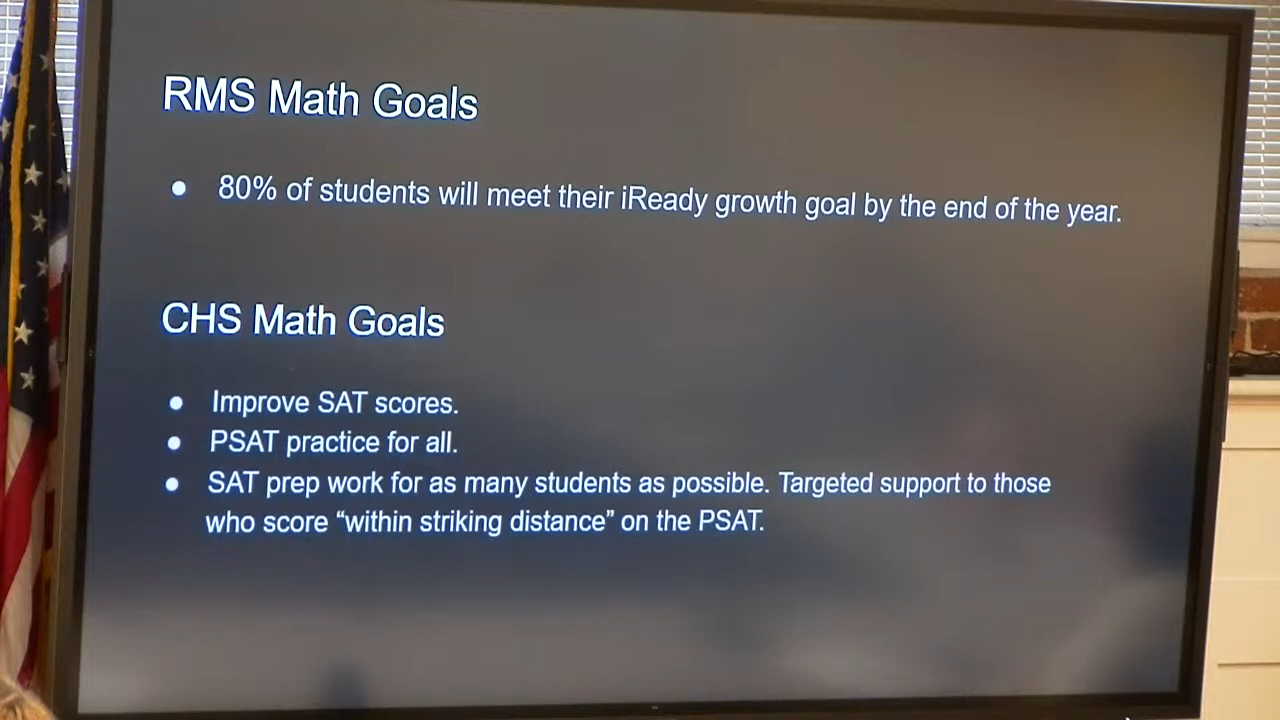 RMS Math Goals
● 80% of students will meet their iReady growth goal by the end of the year.
CHS Math Goals
● Improve SAT scores.
● PSAT practice for all.
● SAT prep work for as many students as possible. Targeted support to those
who score “within striking distance” on the PSAT.